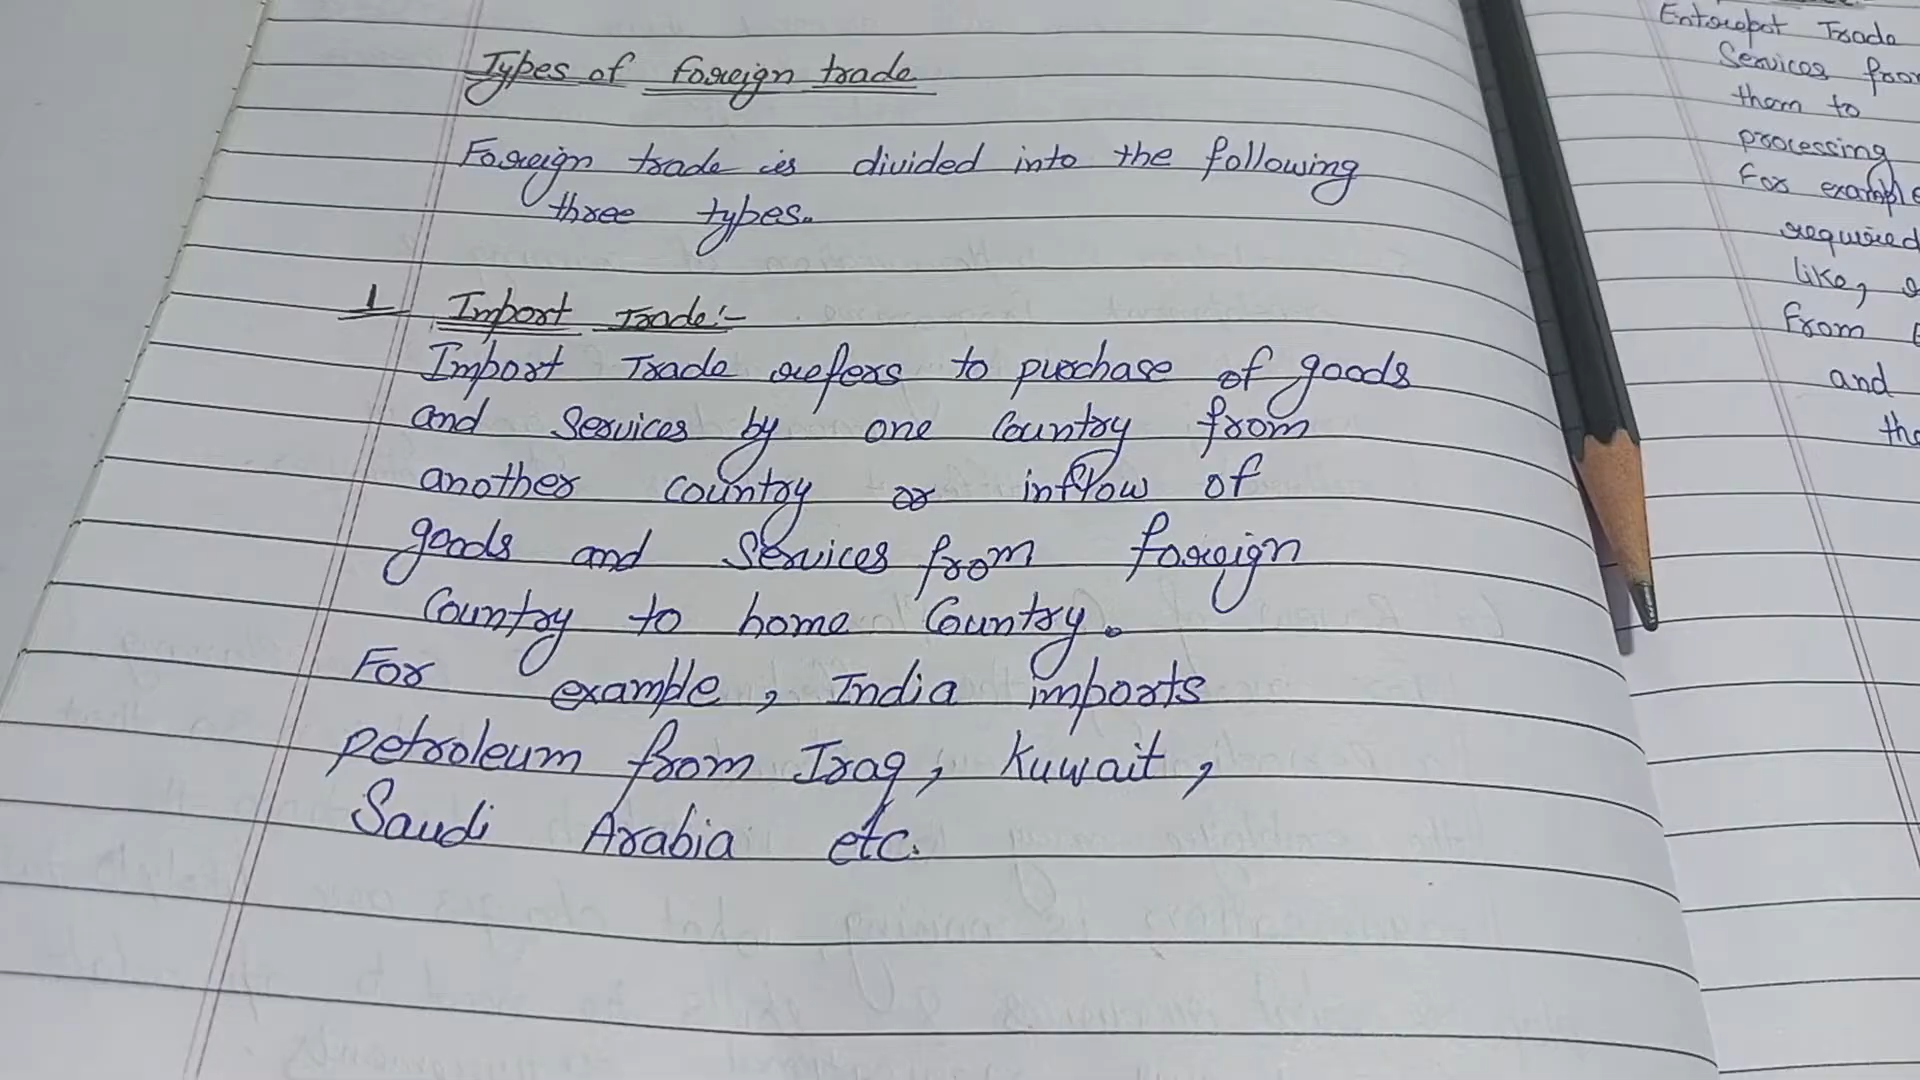 Types of foreign trade
Foreign trade is divided into the following
three types.
1 Import Trade:-
Import Trade refers to purchase of goods
and Services by one Country from
another country or inflow of
goods and Services from foreign
Country to home Country.
For example, India imports
petroleum from Iraq, Kuwait,
Saudi Arabia etc.
Entrepot Trade
Services from
them to
processing
For example
required
like,
from
and